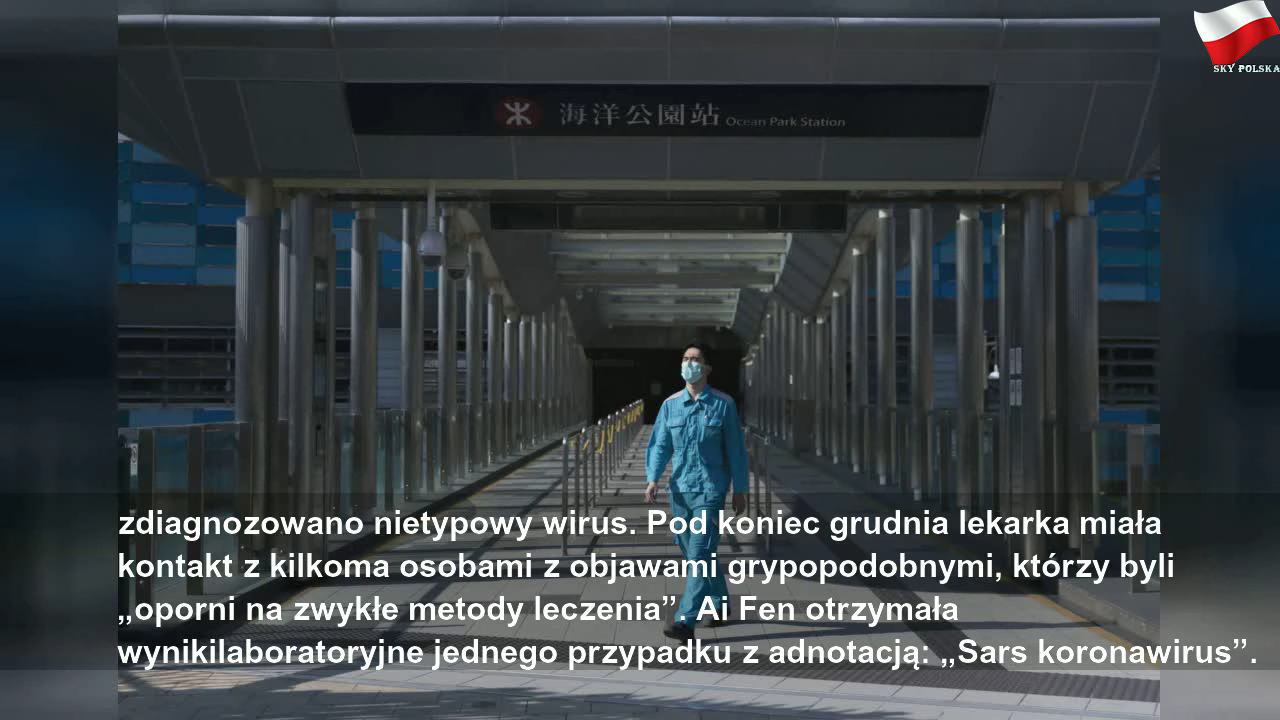 SKY POLSKA
海洋公園站 Ocean Park Station
zdiagnozowano nietypowy wirus. Pod koniec grudnia lekarka miała
kontakt z kilkoma osobami z objawami grypopodobnymi, którzy byli
„oporni na zwykłe metody leczenia”. Ai Fen otrzymała
wynikilaboratoryjne jednego przypadku z adnotacją: „Sars koronawirus”.